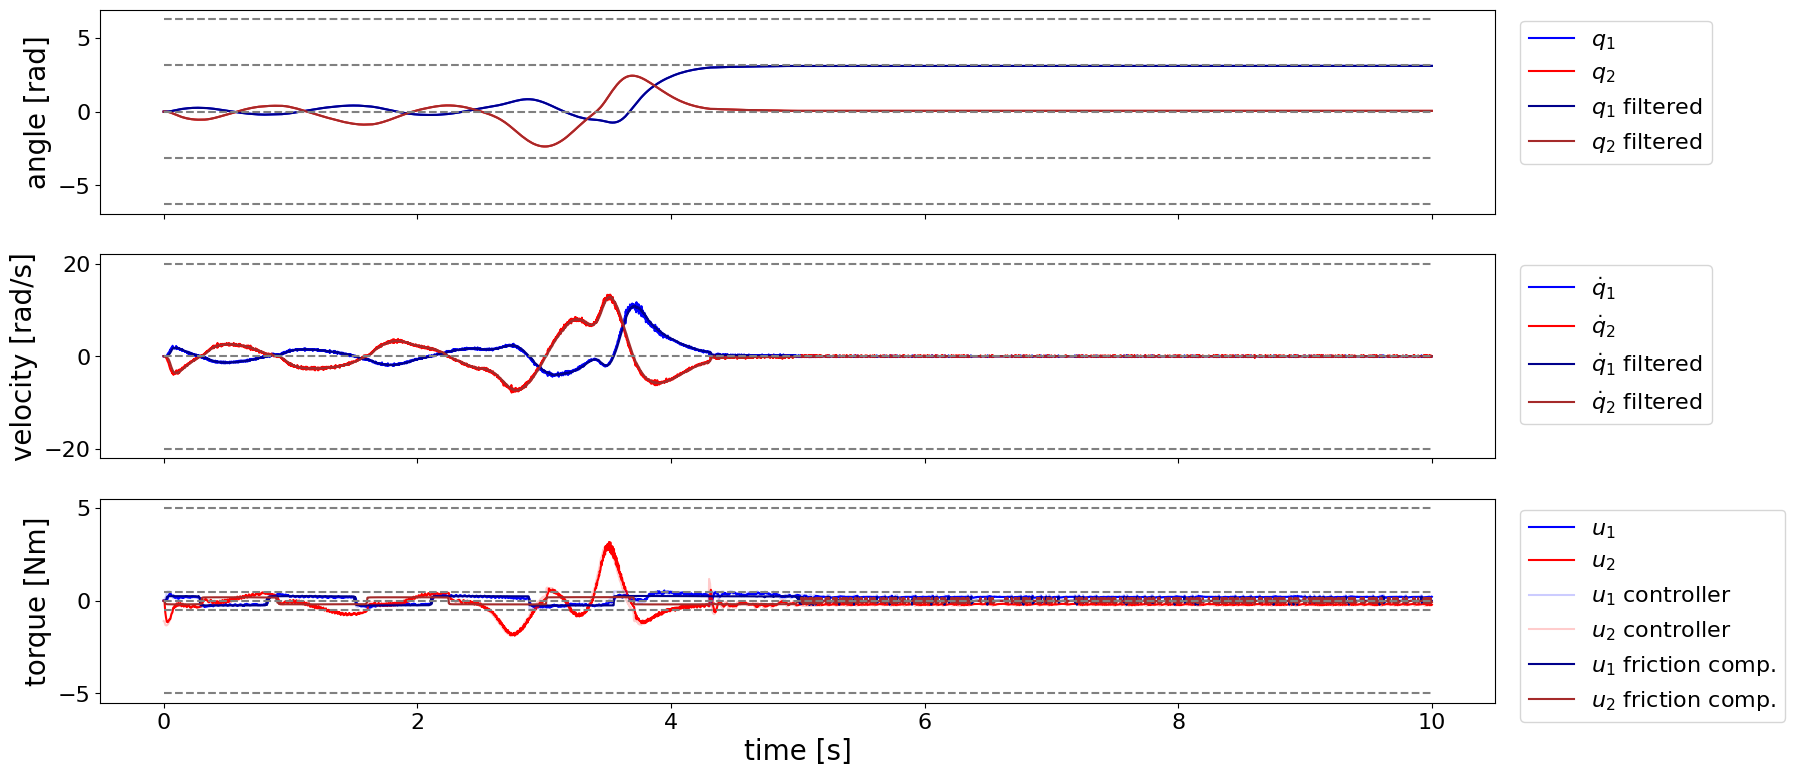 angle [rad]
5
0
−5
q₁
q₂
q₁ filtered
q₂ filtered
velocity [rad/s]
20
0
−20
q̇₁
q̇₂
q̇₁ filtered
q̇₂ filtered
torque [Nm]
5
0
−5
u₁
u₂
u₁ controller
u₂ controller
u₁ friction comp.
u₂ friction comp.
0 2 4 6 8 10
time [s]